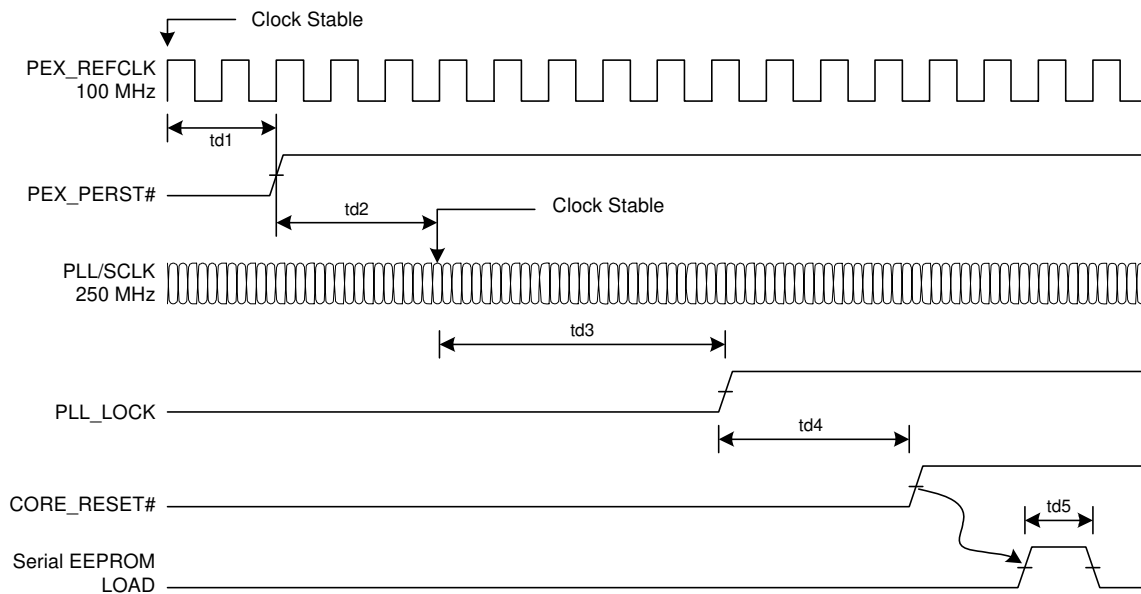 Clock Stable
PEX_REFCLK
100 MHz
td1
PEX_PERST#
td2
Clock Stable
PLL/SCLK
250 MHz
td3
PLL_LOCK
td4
CORE_RESET#
td5
Serial EEPROM
LOAD